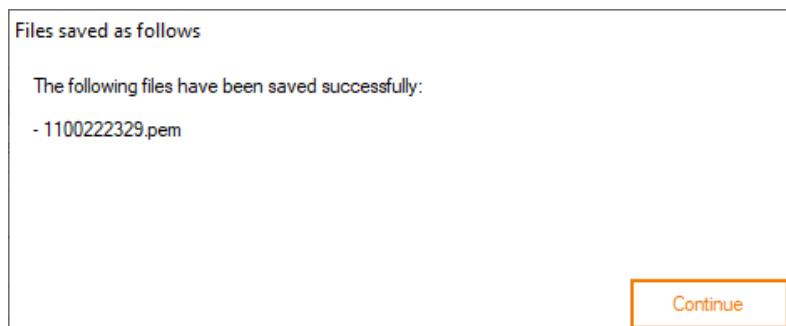 Files saved as follows
The following files have been saved successfully:
- 1100222329.pem
Continue